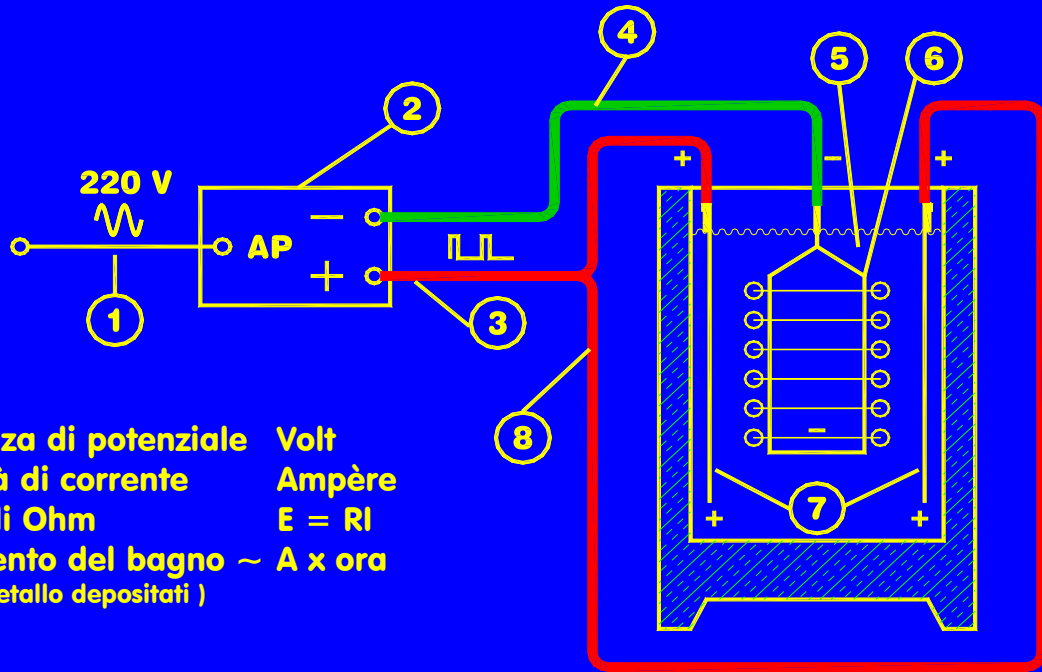 4
5
6
2
220 V
− + − +
AP
1
3
8
za di potenziale Volt
à di corrente Ampère
di Ohm E = RI
ento del bagno ~ A x ora
etallo depositati )
−
7
+ +